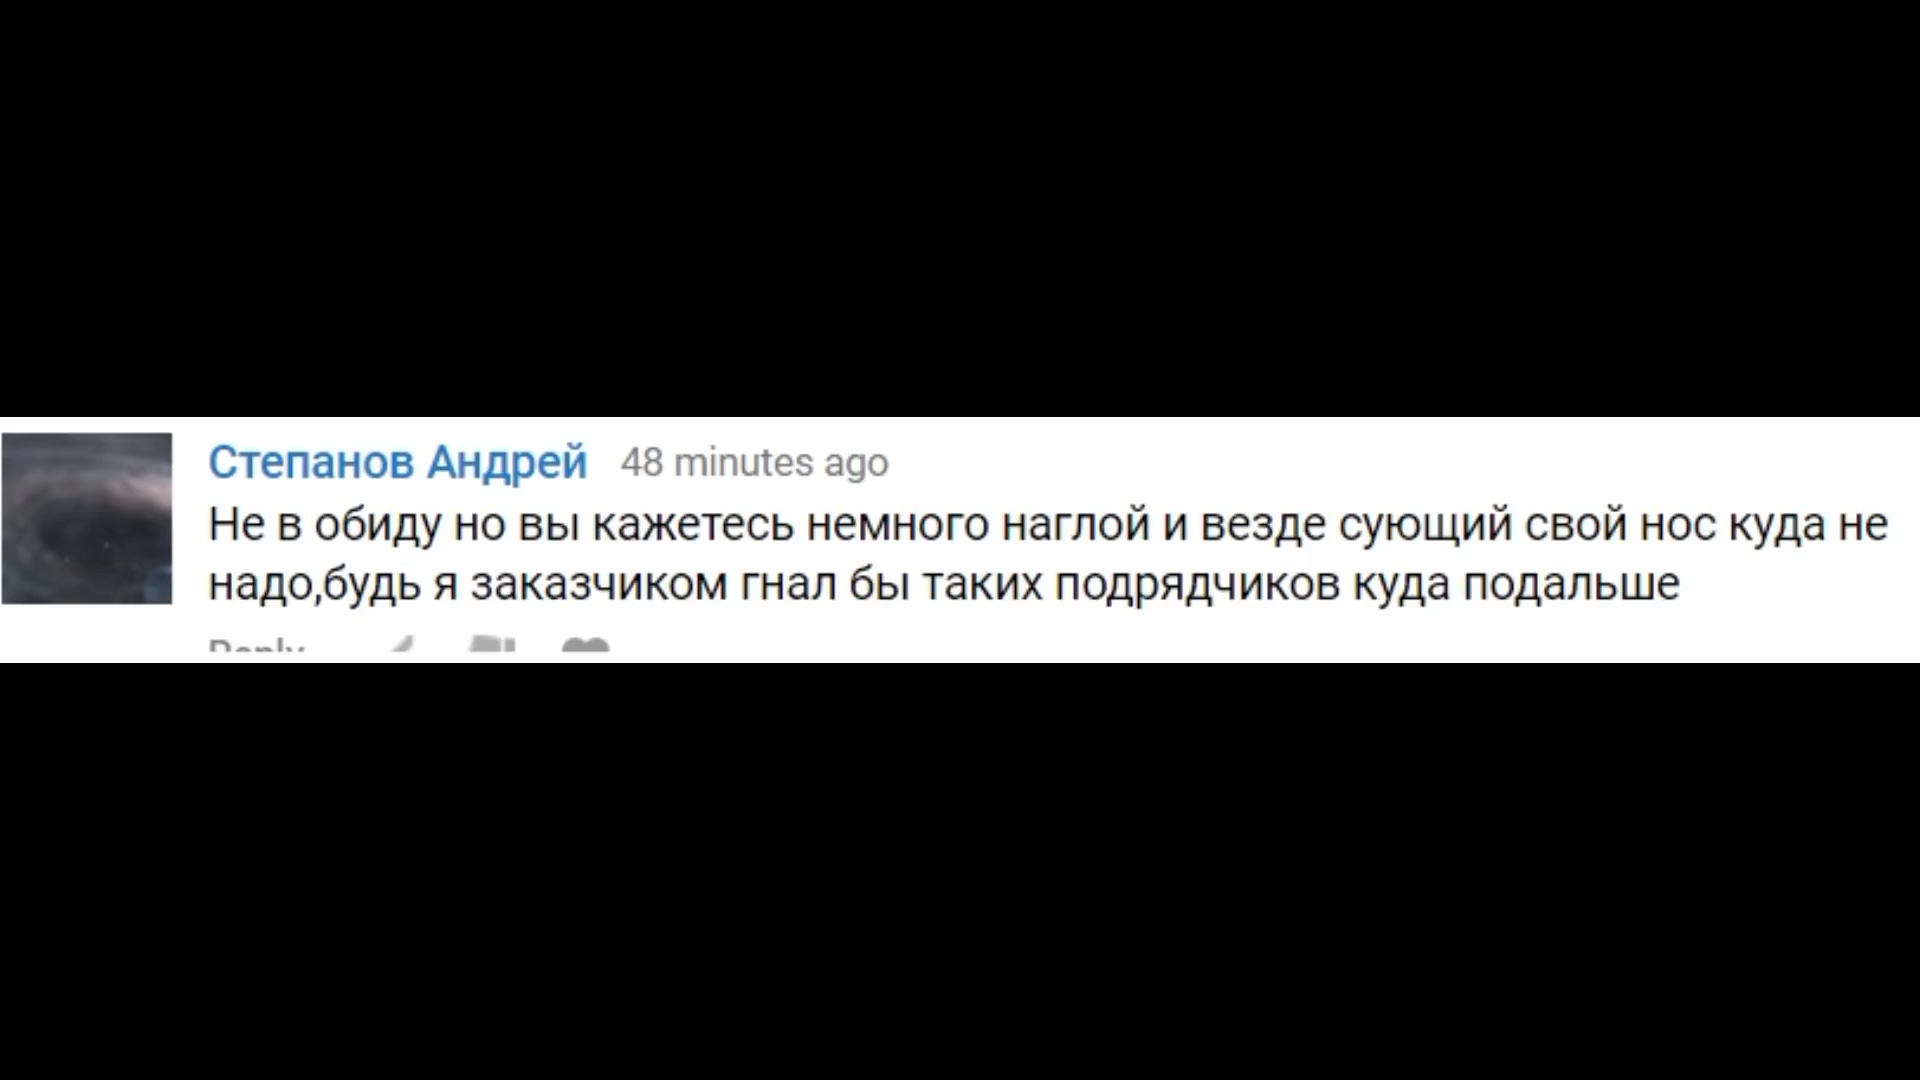 Степанов Андрей 48 minutes ago
Не в обиду но вы кажетесь немного наглой и везде сующий свой нос куда не
надо,будь я заказчиком гнал бы таких подрядчиков куда подальше
Reply